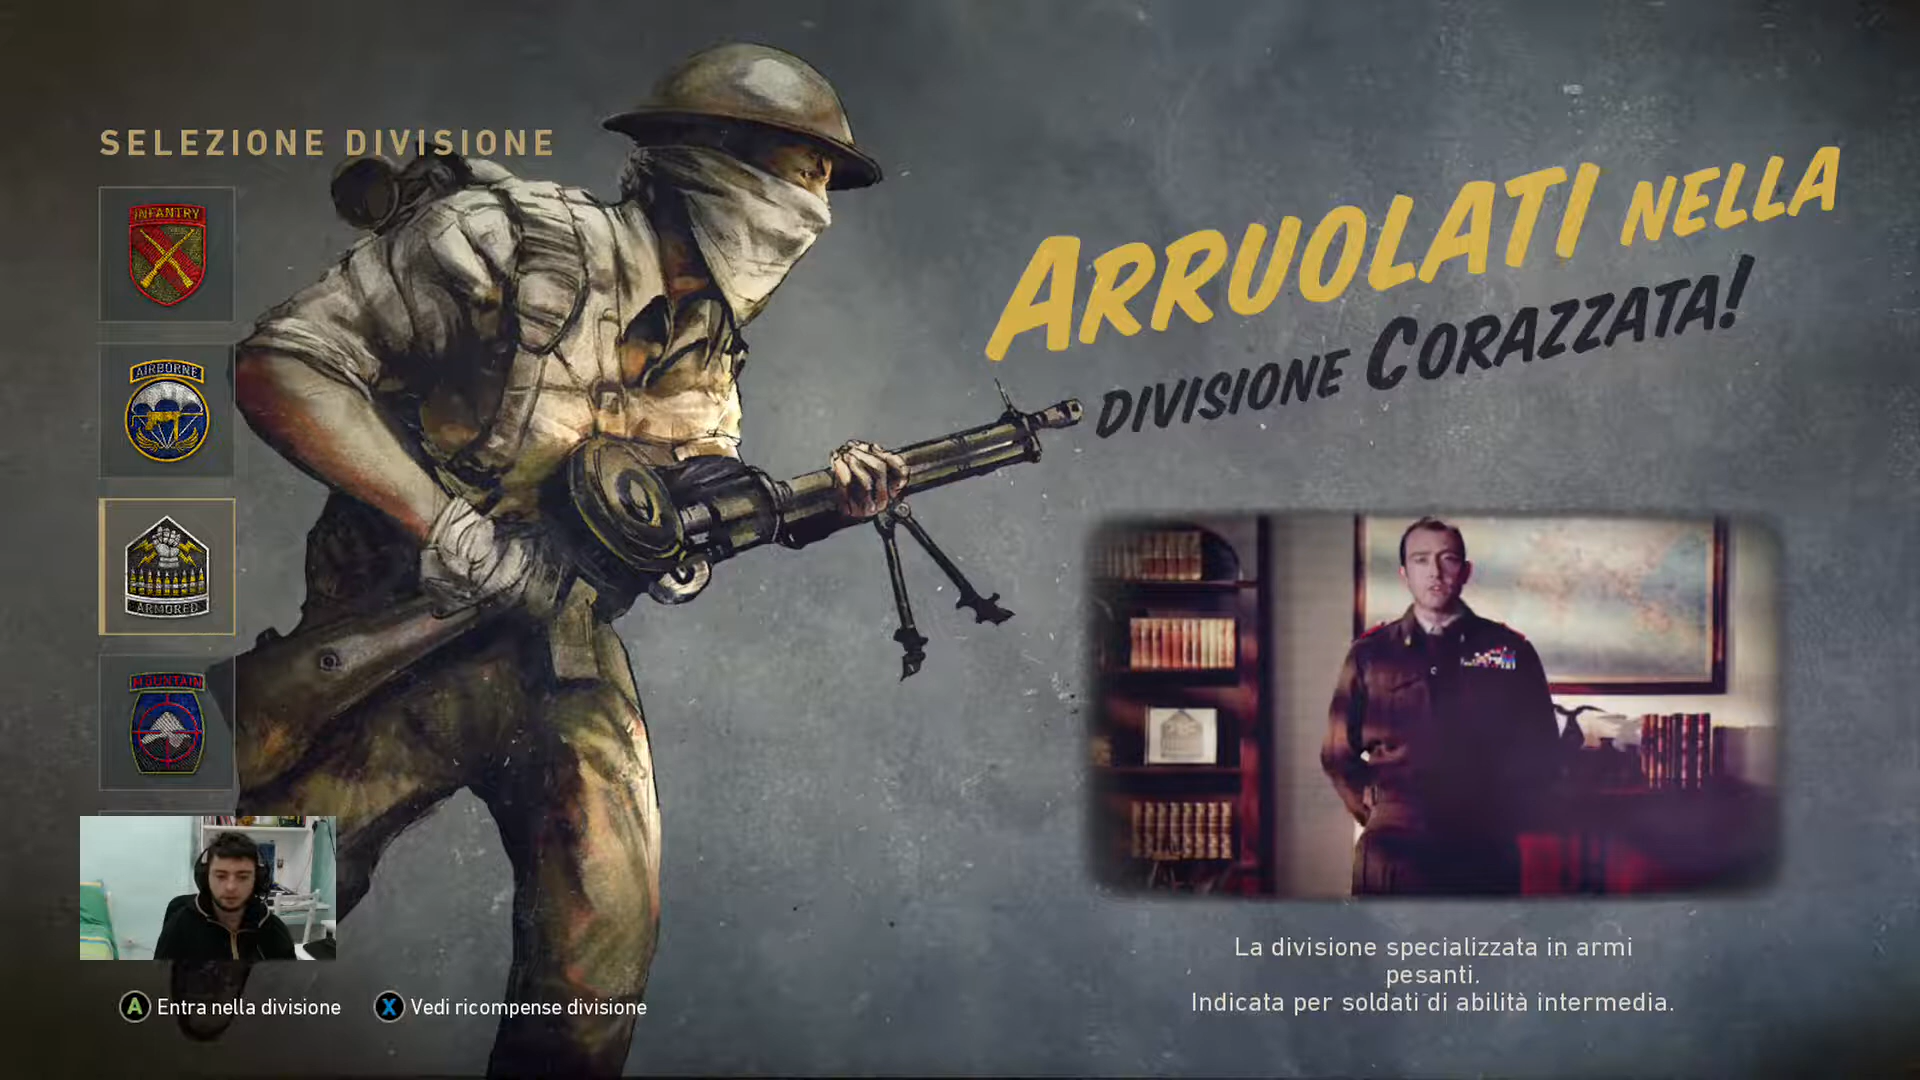 SELEZIONE DIVISIONE
INFANTRY
AIRBORNE
ARMORED
MOUNTAIN
ARRUOLATI NELLA
DIVISIONE CORAZZATA!
La divisione specializzata in armi
pesanti.
Indicata per soldati di abilità intermedia.
A Entra nella divisione
X Vedi ricompense divisione